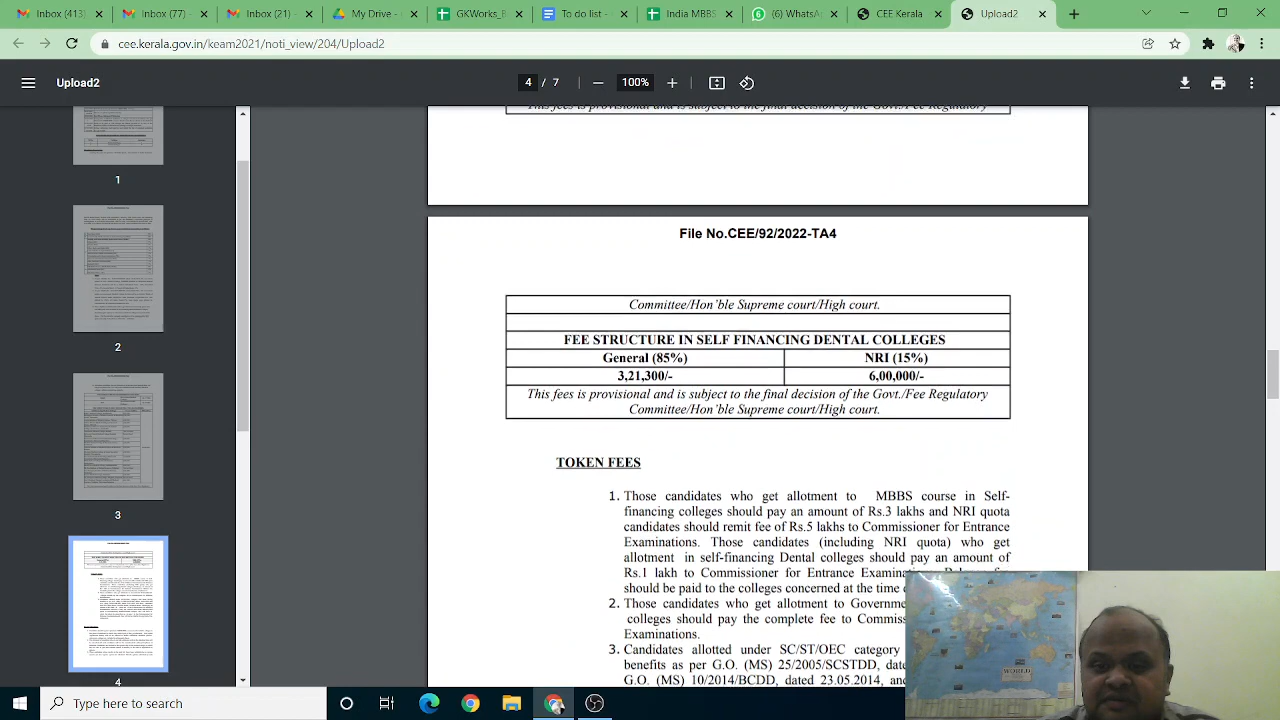 Inbox (413)
Inbox (77) -
Inbox (21) -
My Drive -
GKWorks_B
To do list -
India MBBS
(6) WhatsA
CEE Kerala
Upload2
cee.kerala.gov.in/keam2021/noti_view/204/Upload2
Upload2
4 / 7
100%
1
2
3
4
File No.CEE/92/2022-TA4
Committee/Hon'ble Supreme court/High court.
FEE STRUCTURE IN SELF FINANCING DENTAL COLLEGES
General (85%) NRI (15%)
3,21,300/- 6,00,000/-
This fees is provisional and is subject to the final decision of the Govt./Fee Regulatory
Committee/Hon'ble Supreme court/High court.
TOKEN FEES
1. Those candidates who get allotment to MBBS course in Self-
financing colleges should pay an amount of Rs.3 lakhs and NRI quota
candidates should remit fee of Rs.5 lakhs to Commissioner for Entrance
Examinations. Those candidates (including NRI quota) who get
allotment in self-financing Dental colleges should pay an amount of
Rs.1 lakh to Commissioner for Entrance
should be paid to the colleges concerned at the time
2. Those candidates who get allotment to Governme
colleges should pay the complete fee to Commiss
Examinations.
3. Candidates allotted under SC/ST/OEC category
benefits as per G.O. (MS) 25/2005/SCSTDD, date
G.O. (MS) 10/2014/BCDD, dated 23.05.2014, an
WORLD
Type here to search